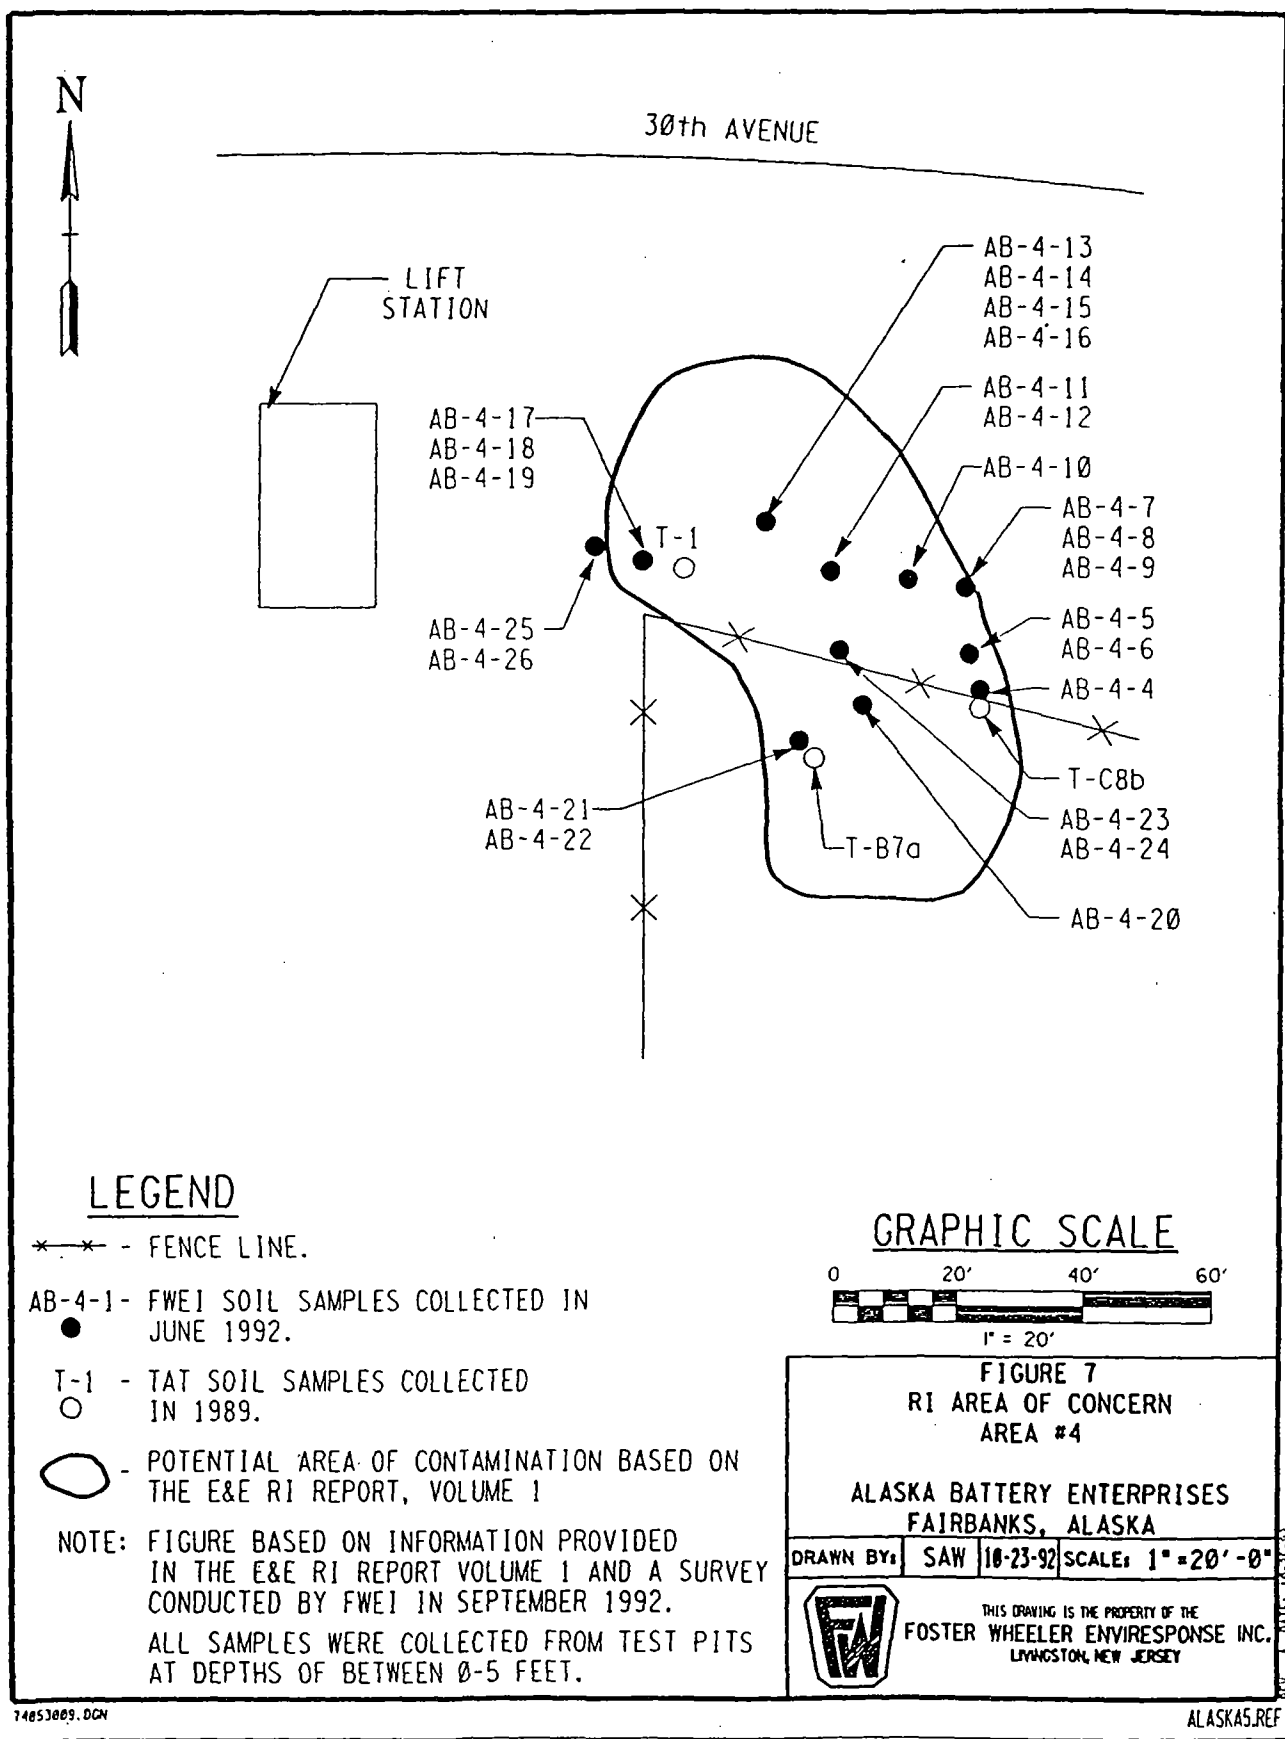 N
30th AVENUE
LIFT
STATION
AB-4-13
AB-4-14
AB-4-15
AB-4-16
AB-4-11
AB-4-12
AB-4-17
AB-4-18
AB-4-19
AB-4-10
T-1
AB-4-7
AB-4-8
AB-4-9
AB-4-25
AB-4-26
AB-4-5
AB-4-6
AB-4-4
T-C8b
AB-4-21
AB-4-22
T-B7a
AB-4-23
AB-4-24
AB-4-20
LEGEND
- FENCE LINE.
AB-4-1 - FWEI SOIL SAMPLES COLLECTED IN
JUNE 1992.
T-1 - TAT SOIL SAMPLES COLLECTED
IN 1989.
- POTENTIAL AREA OF CONTAMINATION BASED ON
THE E&E RI REPORT, VOLUME 1
NOTE: FIGURE BASED ON INFORMATION PROVIDED
IN THE E&E RI REPORT VOLUME 1 AND A SURVEY
CONDUCTED BY FWEI IN SEPTEMBER 1992.
ALL SAMPLES WERE COLLECTED FROM TEST PITS
AT DEPTHS OF BETWEEN 0-5 FEET.
GRAPHIC SCALE
0 20' 40' 60'
1" = 20'
FIGURE 7
RI AREA OF CONCERN
AREA #4
ALASKA BATTERY ENTERPRISES
FAIRBANKS, ALASKA
DRAWN BY: SAW 10-23-92 SCALE: 1" = 20'-0"
THIS DRAWING IS THE PROPERTY OF THE
FOSTER WHEELER ENVIRESPONSE INC.
LIVINGSTON, NEW JERSEY
74053009.DGN
ALASKA5.REF